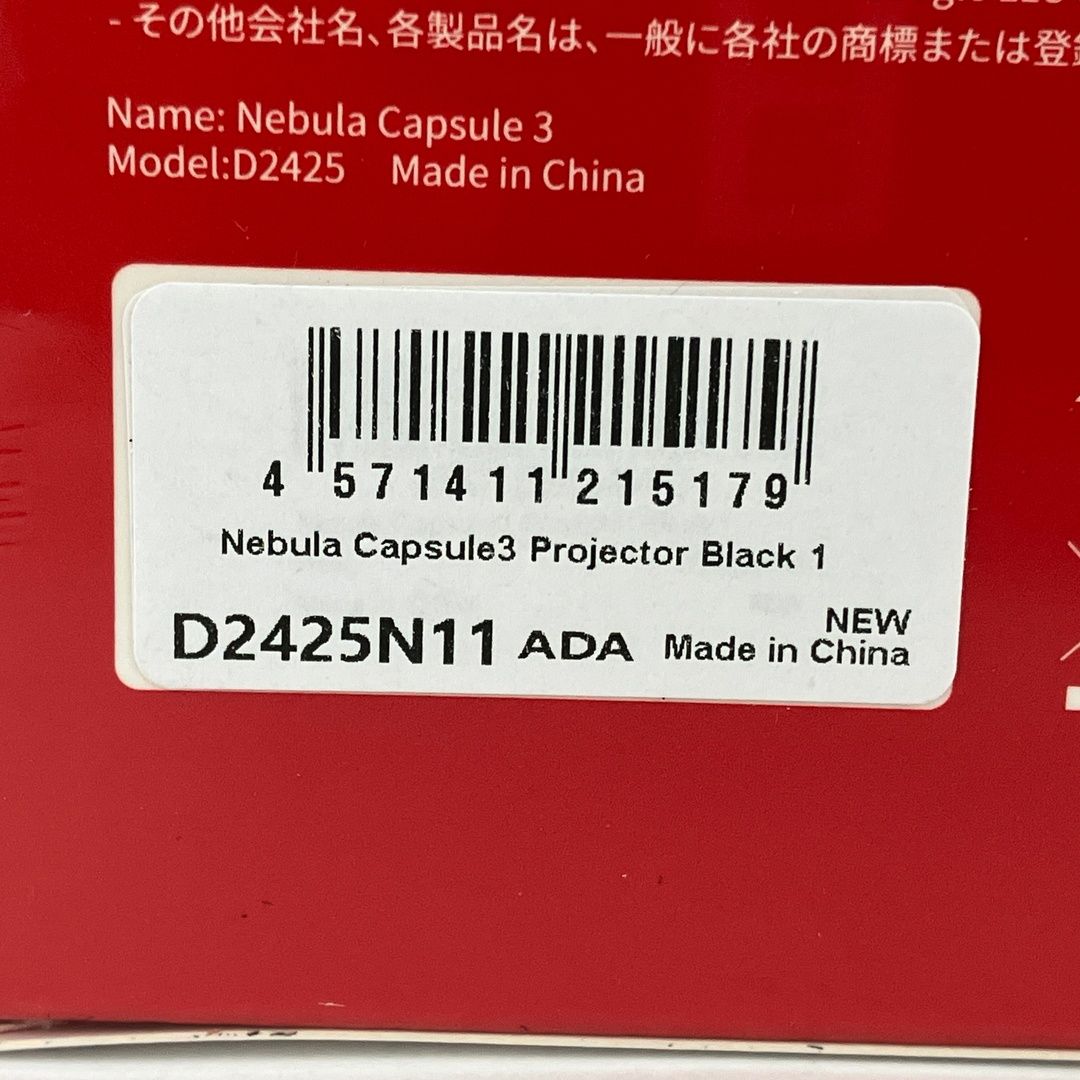 - その他会社名、各製品名は、一般に各社の商標または登録
Name: Nebula Capsule 3
Model:D2425 Made in China
4 571411 215179
Nebula Capsule3 Projector Black 1
D2425N11 ADA NEW
Made in China